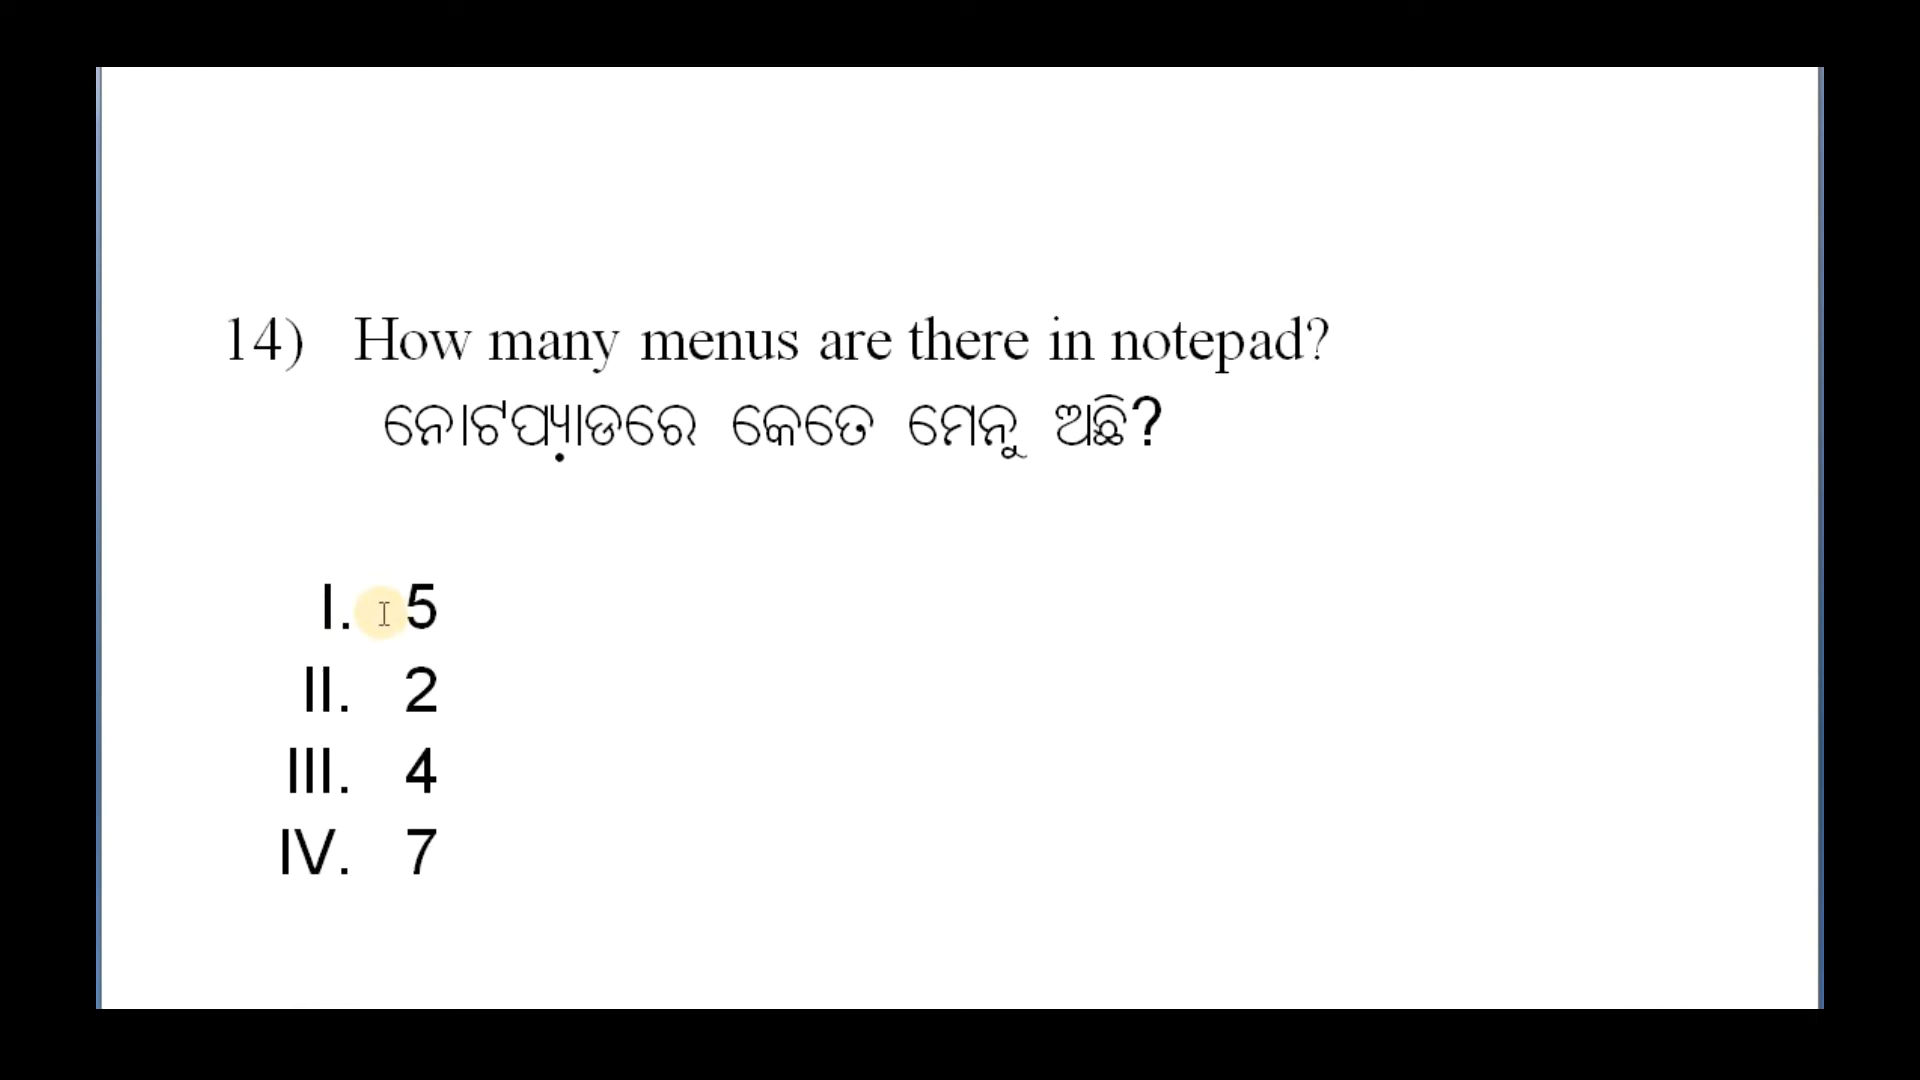 14) How many menus are there in notepad?
ନୋଟପ୍ୟାଡରେ କେତେ ମେନୁ ଅଛି?
I. 5
II. 2
III. 4
IV. 7